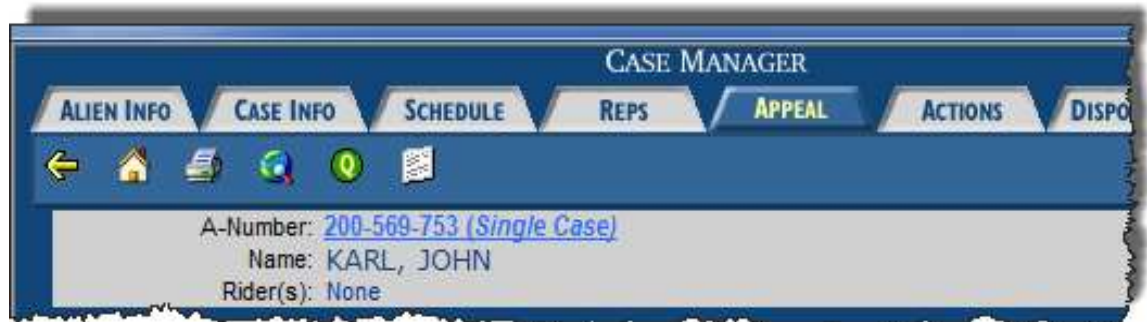 CASE MANAGER
ALIEN INFO CASE INFO SCHEDULE REPS APPEAL ACTIONS DISPO
Q
A-Number: 200-569-753 (Single Case)
Name: KARL, JOHN
Rider(s): None